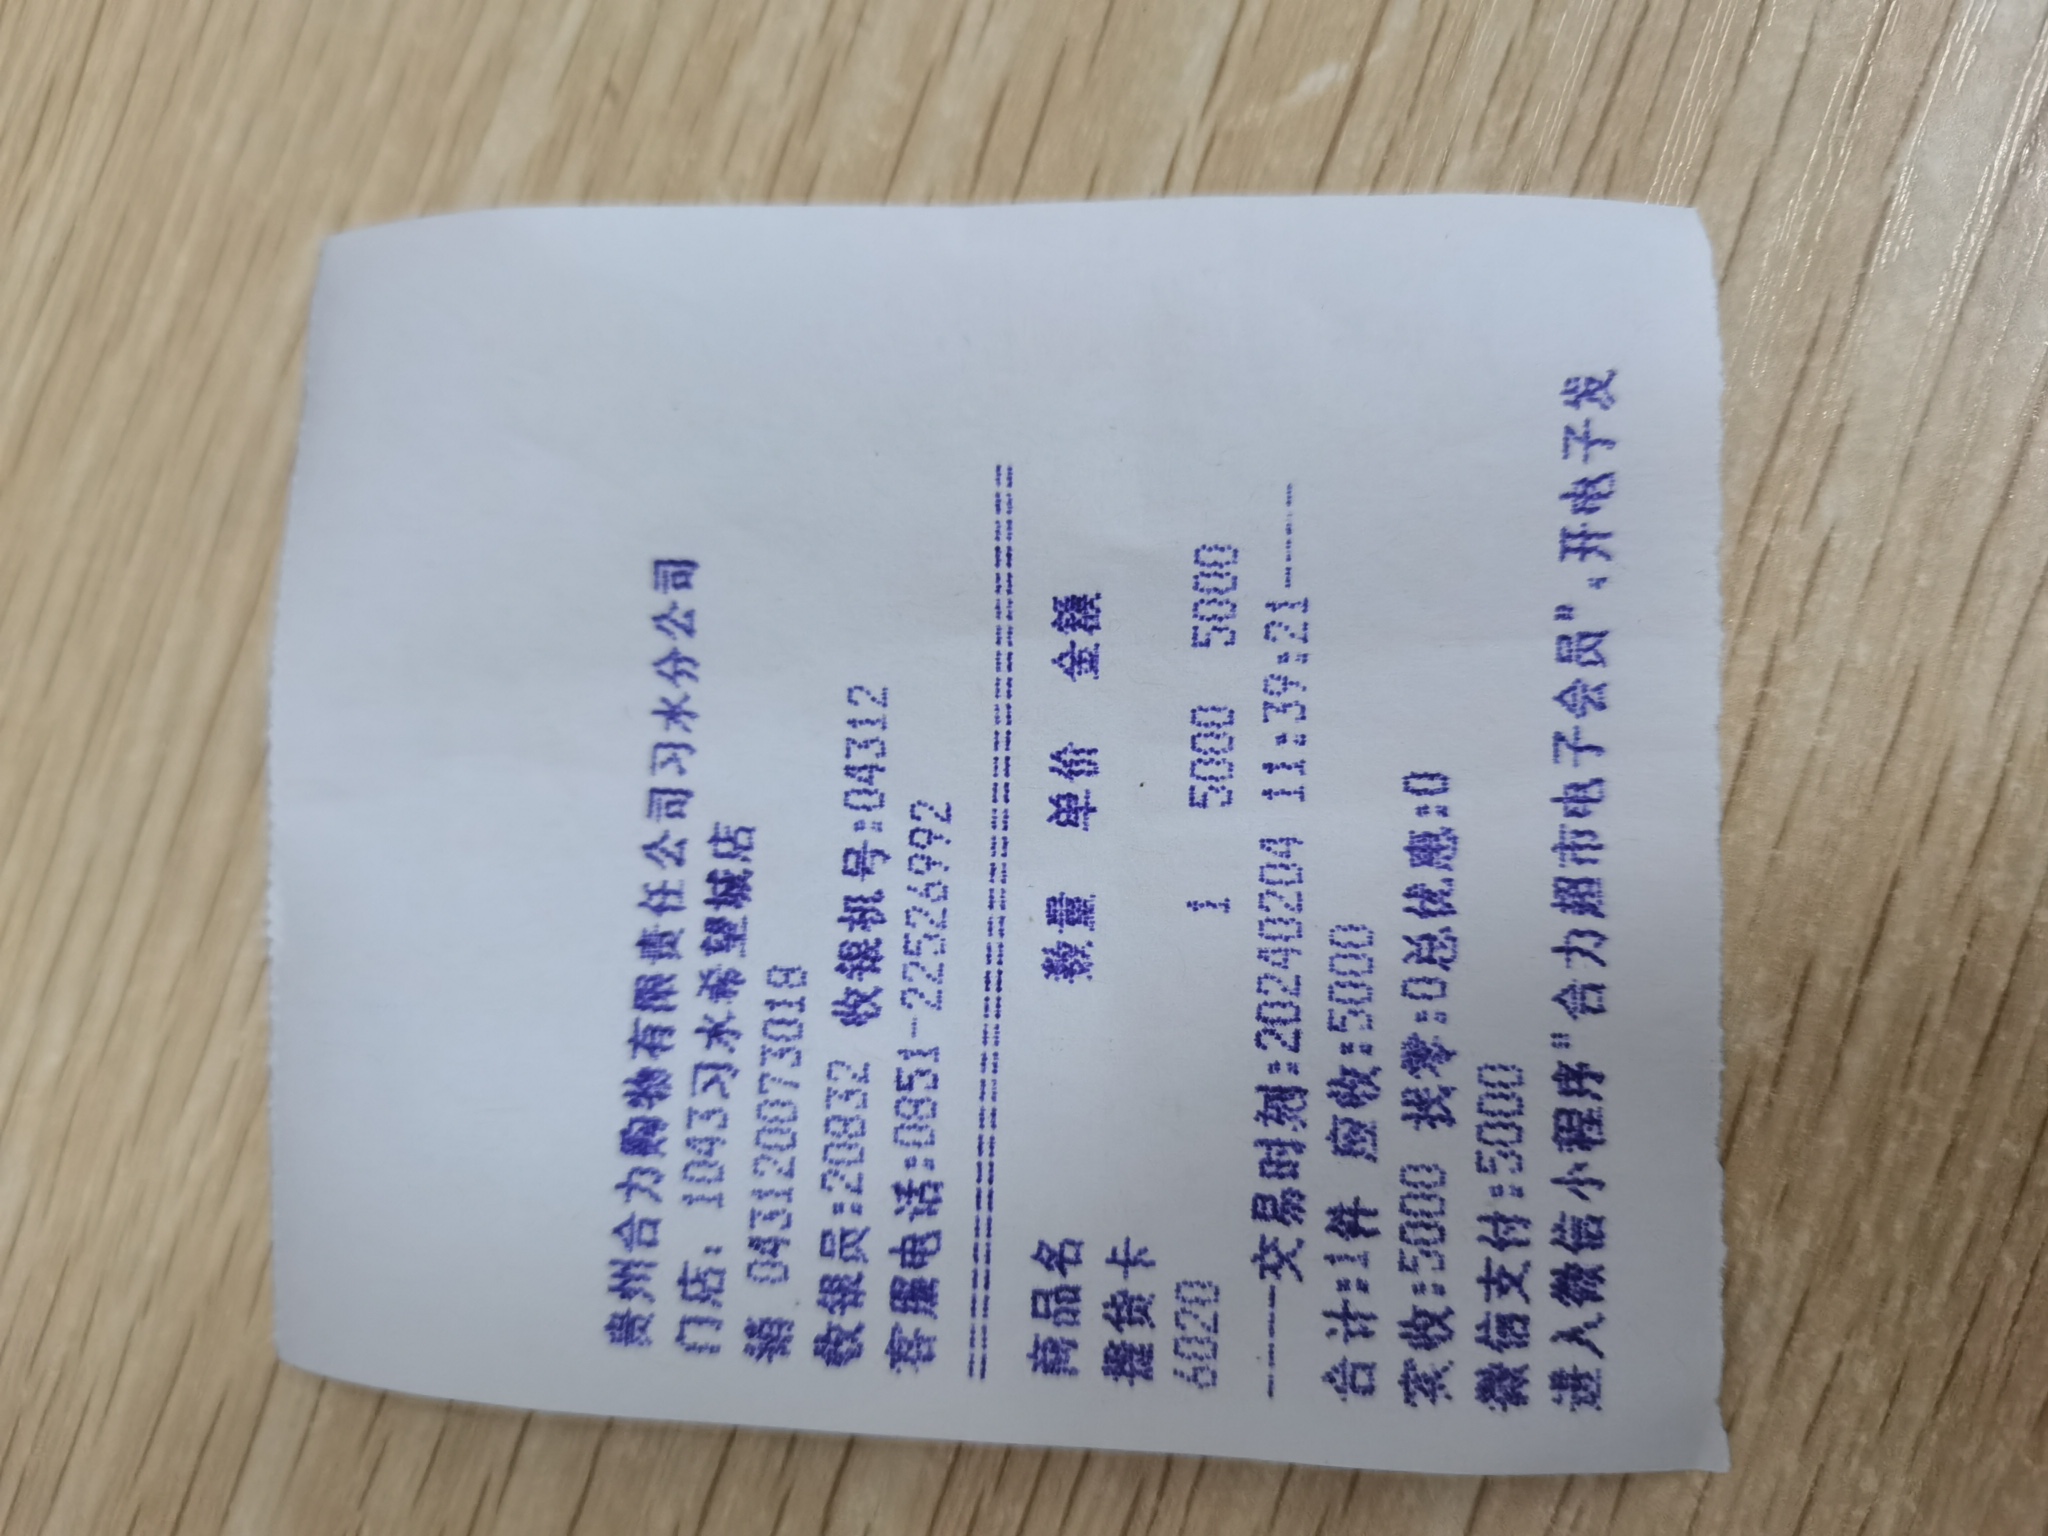 贵州合力购物有限责任公司习水分公司
门店: 1043习水希望城店
销 043120073018
收银员:20832 收银机号:04312
客服电话:0851-22526992
========================================
商品名 数量 单价 金额
提货卡
6020 1 5000 5000
-----交易时刻:20240204 11:39:21-----
合计:1件 应收:5000
实收:5000 找零:0总优惠:0
微信支付:5000
进入微信小程序"合力超市电子会员",开电子发